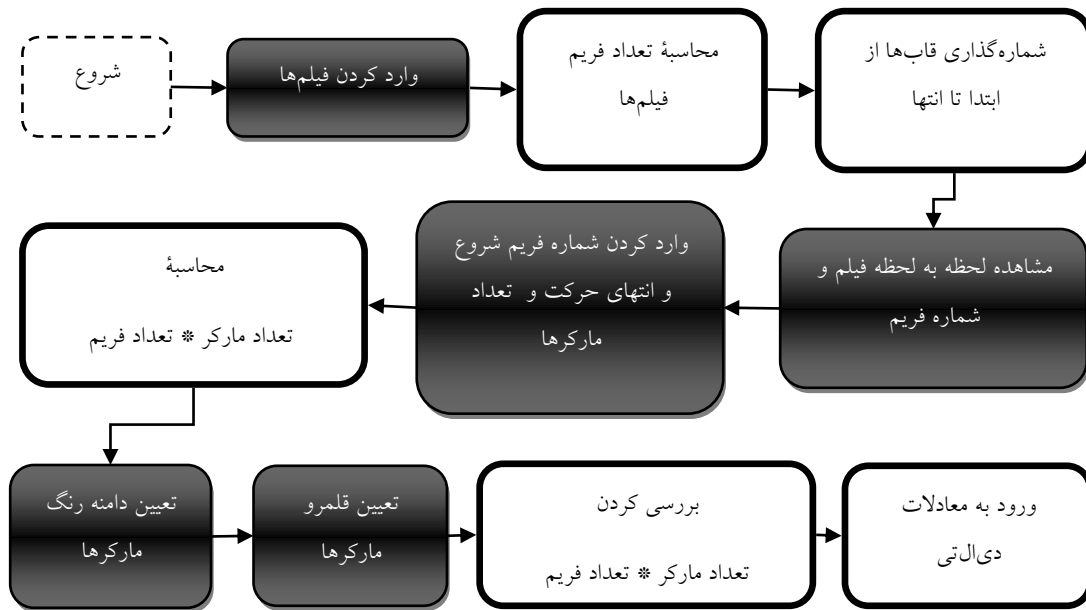 شروع
وارد کردن فیلم‌ها
محاسبۀ تعداد فریم
فیلم‌ها
شماره‌گذاری قاب‌ها از
ابتدا تا انتها
مشاهده لحظه به لحظه فیلم و
شماره فریم
وارد کردن شماره فریم شروع
و انتهای حرکت و تعداد
مارکرها
محاسبۀ
تعداد مارکر * تعداد فریم
تعیین دامنه رنگ
مارکرها
تعیین قلمرو
مارکرها
بررسی کردن
تعداد مارکر * تعداد فریم
ورود به معادلات
دی‌ال‌تی